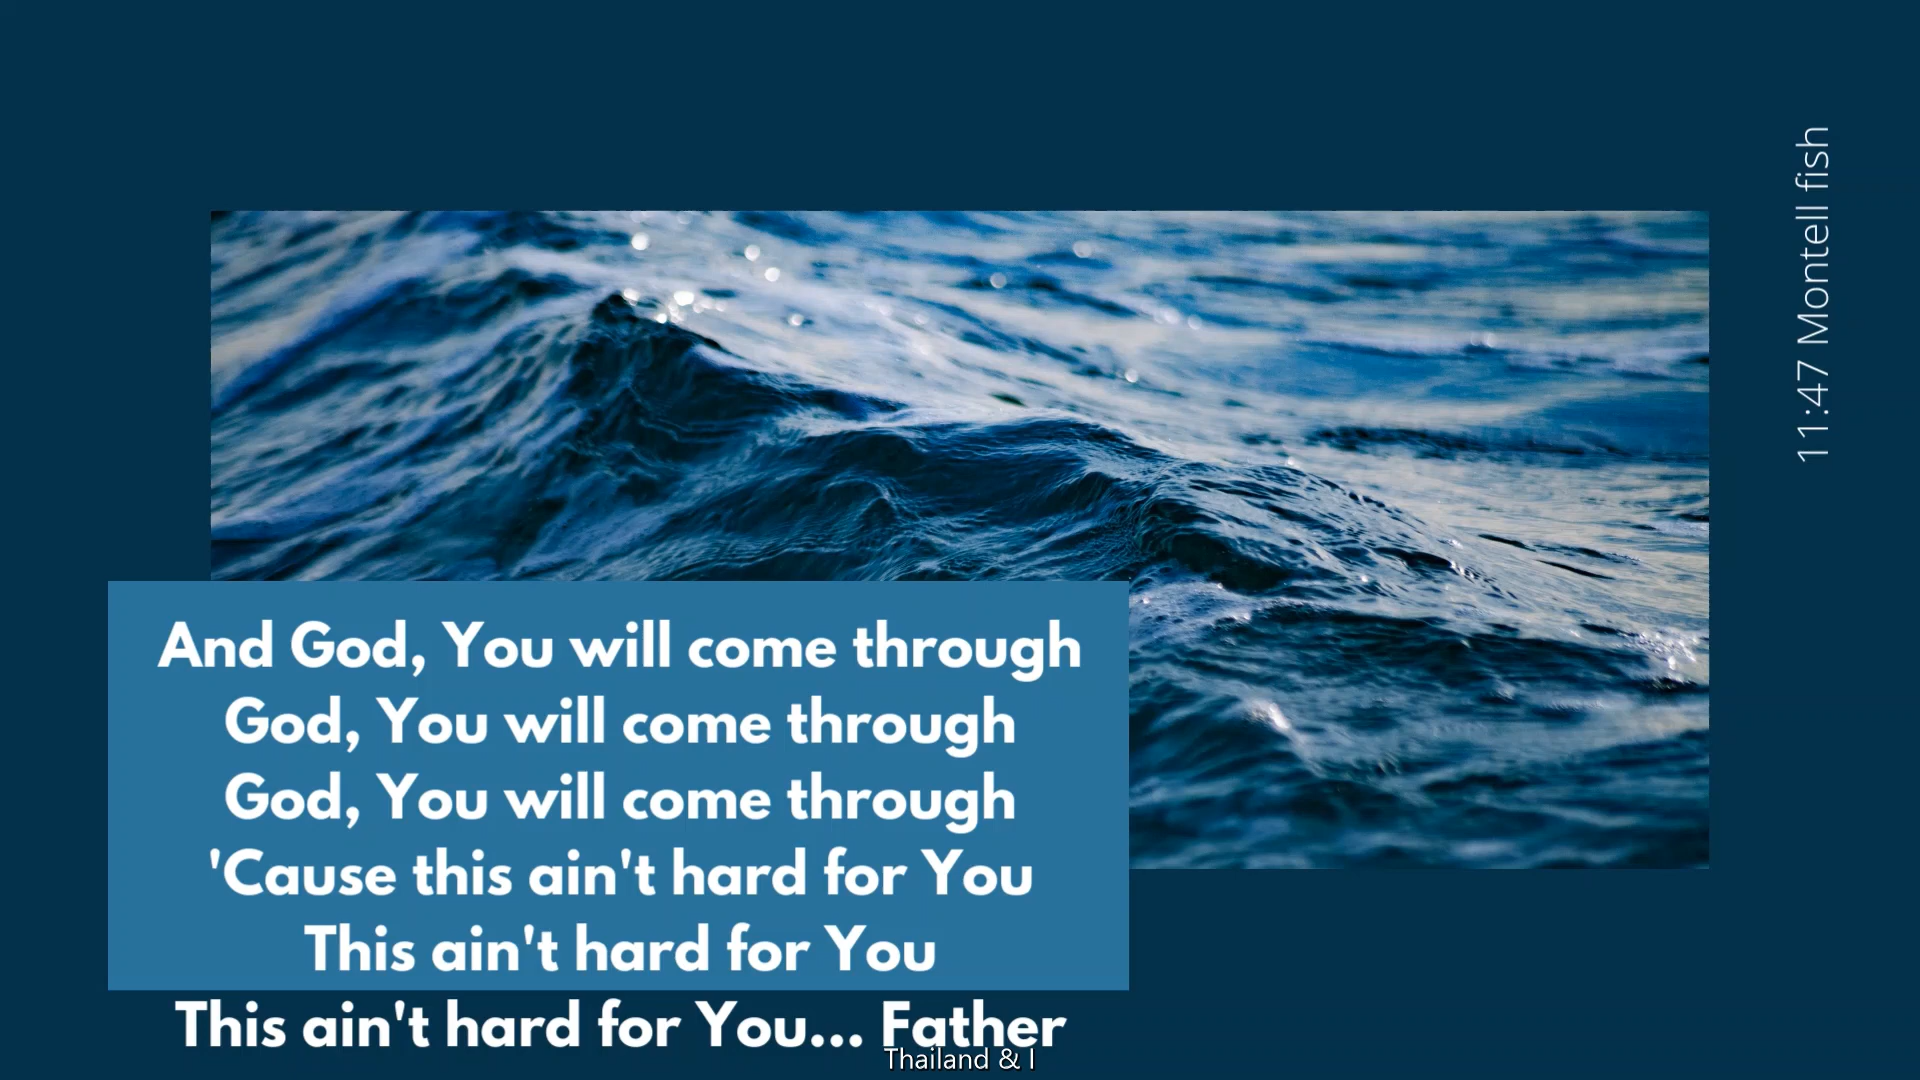 11:47 Montell fish
And God, You will come through
God, You will come through
God, You will come through
'Cause this ain't hard for You
This ain't hard for You
This ain't hard for You... Father
Thailand & I